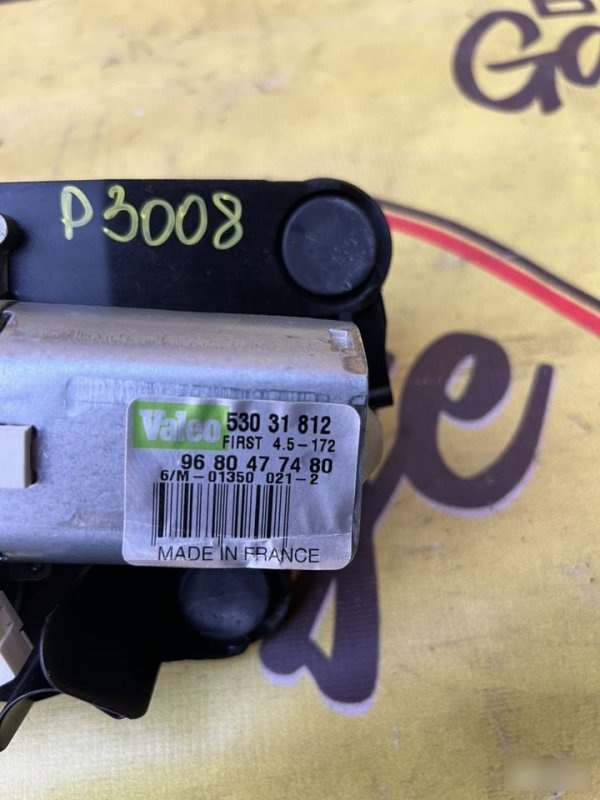 Ga
P3008
Valeo 530 31 812
FIRST 4.5-172
96 80 47 74 80
6/M-01350 021-2
MADE IN FRANCE